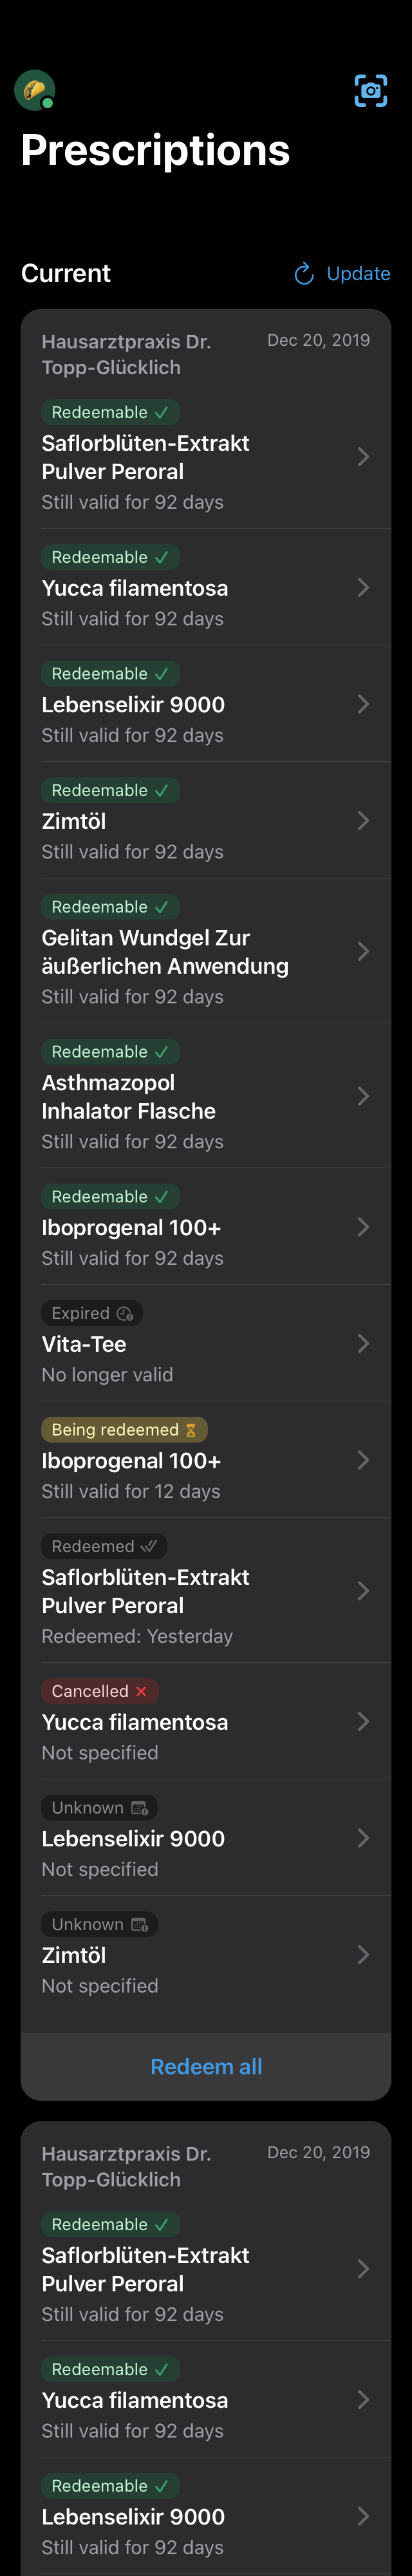 Prescriptions
Current
Update
Hausarztpraxis Dr.
Topp-Glücklich
Dec 20, 2019
Redeemable
Saflorblüten-Extrakt
Pulver Peroral
Still valid for 92 days
Redeemable
Yucca filamentosa
Still valid for 92 days
Redeemable
Lebenselixir 9000
Still valid for 92 days
Redeemable
Zimtöl
Still valid for 92 days
Redeemable
Gelitan Wundgel Zur
äußerlichen Anwendung
Still valid for 92 days
Redeemable
Asthmazopol
Inhalator Flasche
Still valid for 92 days
Redeemable
Iboprogenal 100+
Still valid for 92 days
Expired
Vita-Tee
No longer valid
Being redeemed
Iboprogenal 100+
Still valid for 12 days
Redeemed
Saflorblüten-Extrakt
Pulver Peroral
Redeemed: Yesterday
Cancelled
Yucca filamentosa
Not specified
Unknown
Lebenselixir 9000
Not specified
Unknown
Zimtöl
Not specified
Redeem all
Hausarztpraxis Dr.
Topp-Glücklich
Dec 20, 2019
Redeemable
Saflorblüten-Extrakt
Pulver Peroral
Still valid for 92 days
Redeemable
Yucca filamentosa
Still valid for 92 days
Redeemable
Lebenselixir 9000
Still valid for 92 days